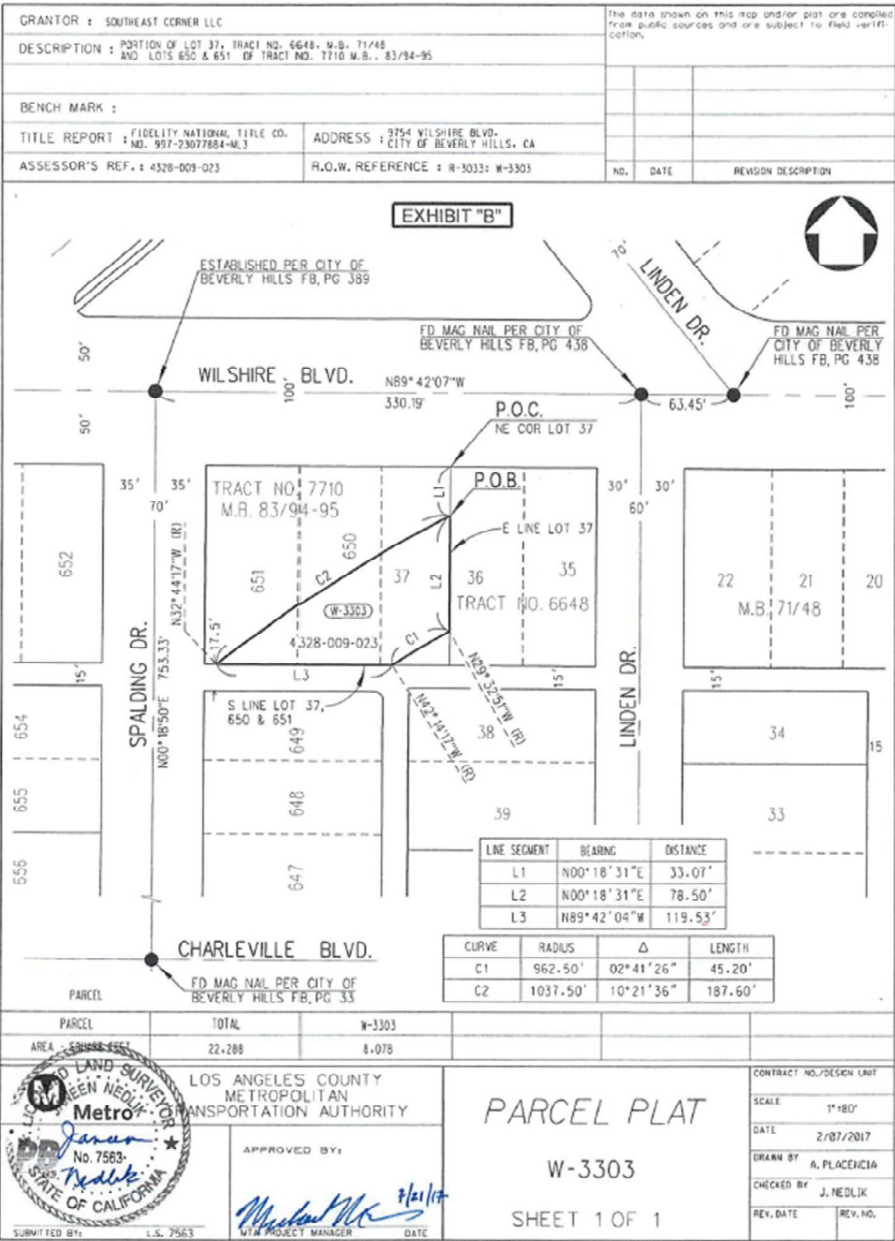 GRANTOR : SOUTHEAST CORNER LLC
DESCRIPTION : PORTION OF LOT 37, TRACT NO. 6648, M.B. 71/48
AND LOTS 650 & 651 OF TRACT NO. 7710 M.B., 83/94-95
The data shown on this map and/or plat are compiled
from public sources and are subject to field verifi-
cation.
BENCH MARK :
TITLE REPORT : FIDELITY NATIONAL TITLE CO.
NO. 997-23077884-ML3
ADDRESS : 9754 WILSHIRE BLVD.
CITY OF BEVERLY HILLS, CA
ASSESSOR'S REF.: 4328-009-023
R.O.W. REFERENCE : R-3033; W-3303
NO. DATE REVISION DESCRIPTION
EXHIBIT "B"
ESTABLISHED PER CITY OF
BEVERLY HILLS FB, PG 389
70'
LINDEN DR.
FD MAG NAIL PER CITY OF
BEVERLY HILLS FB, PG 438
FD MAG NAIL PER
CITY OF BEVERLY
HILLS FB, PG 438
50'
50'
WILSHIRE BLVD.
100'
N89°42'07"W
330.19'
63.45'
100'
P.O.C.
NE COR LOT 37
P.O.B.
L1
E LINE LOT 37
35' 35'
70'
30' 30'
60'
TRACT NO. 7710
M.B. 83/94-95
652
651
650
37
36
35
TRACT NO. 6648
22
21
20
M.B. 71/48
C2
L2
W-3303
4328-009-023
C1
L3
17.5'
N32°44'17"W (R)
N29°32'51"W (R)
N42°14'17"W (R)
SPALDING DR.
N00°18'50"E 753.33'
15'
15'
15'
15'
S LINE LOT 37,
650 & 651
LINDEN DR.
654
655
656
649
648
647
38
39
34
33
LINE SEGMENT BEARING DISTANCE
L1 N00°18'31"E 33.07'
L2 N00°18'31"E 78.50'
L3 N89°42'04"W 119.53'
CURVE RADIUS Δ LENGTH
C1 962.50' 02°41'26" 45.20'
C2 1037.50' 10°21'36" 187.60'
CHARLEVILLE BLVD.
FD MAG NAIL PER CITY OF
BEVERLY HILLS FB, PG 33
PARCEL
PARCEL TOTAL W-3303
AREA - SQUARE FEET 22,288 8,078
LICENSED LAND SURVEYOR
JANEEN NEDLIK
Metro
Janeen
Nedlik
No. 7563
STATE OF CALIFORNIA
SUBMITTED BY: L.S. 7563
LOS ANGELES COUNTY
METROPOLITAN
TRANSPORTATION AUTHORITY
APPROVED BY:
MTA PROJECT MANAGER DATE
PARCEL PLAT
W-3303
SHEET 1 OF 1
CONTRACT NO./DESIGN UNIT
SCALE 1"=80'
DATE 2/07/2017
DRAWN BY A. PLACENCIA
CHECKED BY J. NEDLIK
REV. DATE REV. NO.